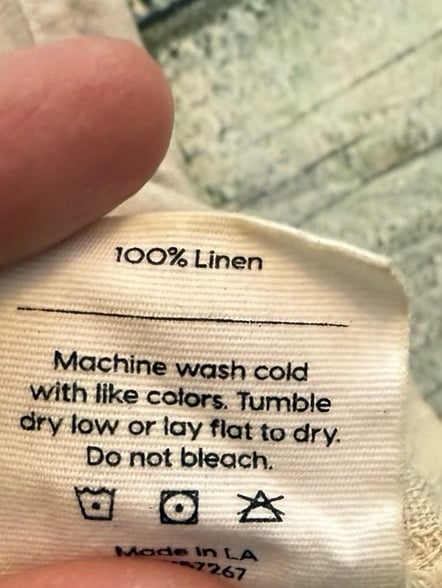 100% Linen
Machine wash cold
with like colors. Tumble
dry low or lay flat to dry.
Do not bleach.
Made in LA